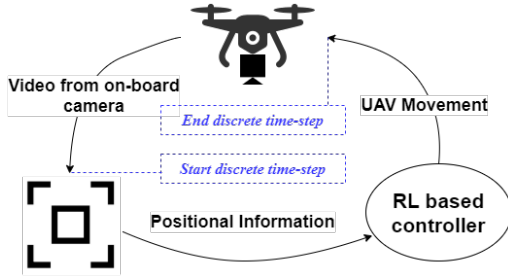 Video from on-board
camera
End discrete time-step
UAV Movement
Start discrete time-step
Positional Information
RL based
controller